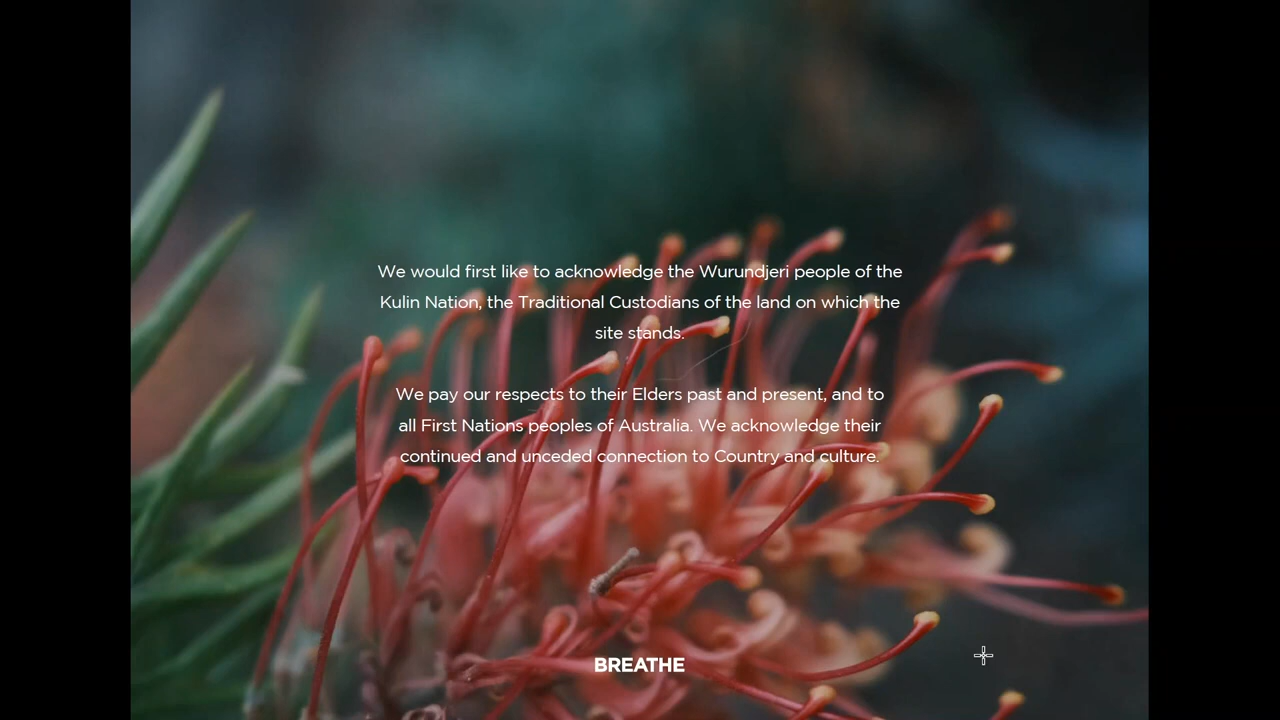 We would first like to acknowledge the Wurundjeri people of the
Kulin Nation, the Traditional Custodians of the land on which the
site stands.
We pay our respects to their Elders past and present, and to
all First Nations peoples of Australia. We acknowledge their
continued and unceded connection to Country and culture.
BREATHE